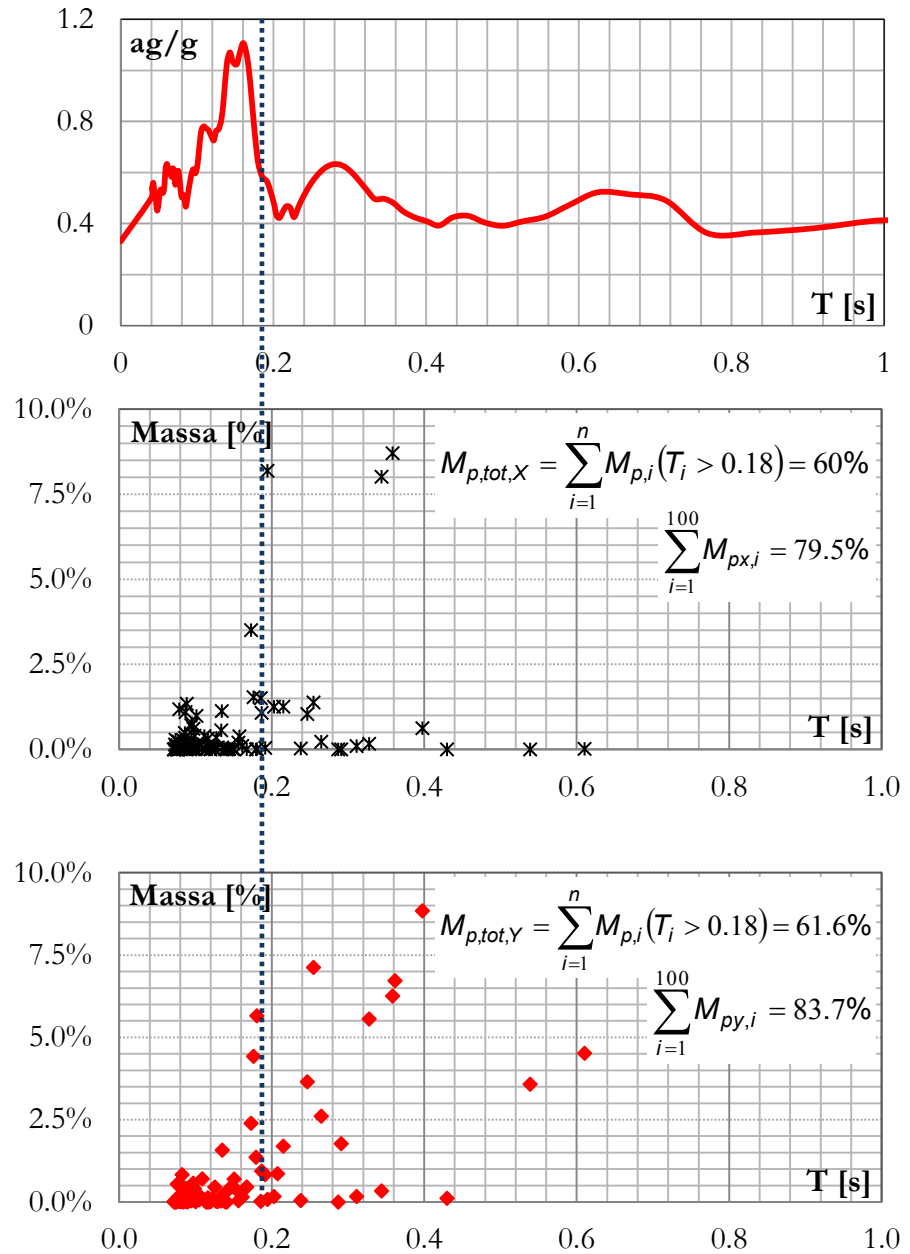 1.2
ag/g
0.8
0.4
0
T [s]
0 0.2 0.4 0.6 0.8 1
10.0%
Massa [%]
7.5%
5.0%
2.5%
0.0%
M_{p,tot,X} = \sum_{i=1}^{n} M_{p,i}(T_i > 0.18) = 60%
\sum_{i=1}^{100} M_{px,i} = 79.5%
T [s]
0.0 0.2 0.4 0.6 0.8 1.0
10.0%
Massa [%]
7.5%
5.0%
2.5%
0.0%
M_{p,tot,Y} = \sum_{i=1}^{n} M_{p,i}(T_i > 0.18) = 61.6%
\sum_{i=1}^{100} M_{py,i} = 83.7%
T [s]
0.0 0.2 0.4 0.6 0.8 1.0